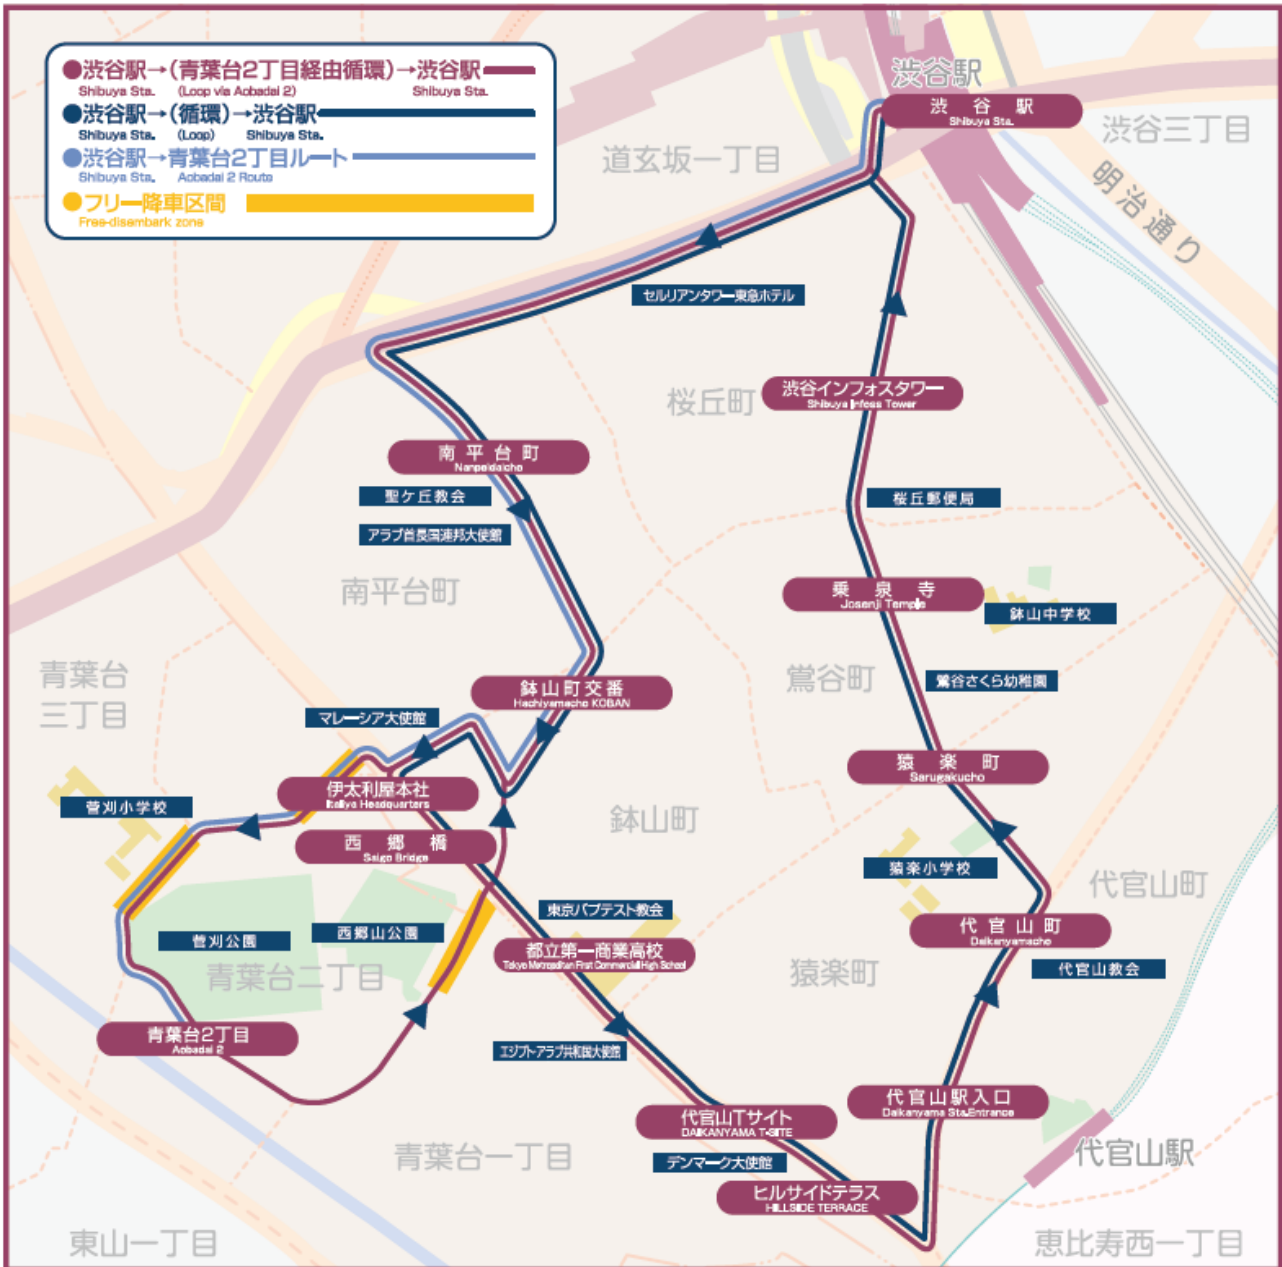 ●渋谷駅→(青葉台2丁目経由循環)→渋谷駅
Shibuya Sta. (Loop via Aobadai 2) Shibuya Sta.
●渋谷駅→(循環)→渋谷駅
Shibuya Sta. (Loop) Shibuya Sta.
●渋谷駅→青葉台2丁目ルート
Shibuya Sta. Aobadai 2 Route
●フリー降車区間
Free-disembark zone
渋谷駅
渋谷駅
Shibuya Sta.
渋谷三丁目
道玄坂一丁目
明治通り
セルリアンタワー東急ホテル
渋谷インフォスタワー
Shibuya Infoss Tower
桜丘町
南平台町
Nanpeidaicho
聖ケ丘教会
桜丘郵便局
アラブ首長国連邦大使館
南平台町
乗泉寺
Josenji Temple
鉢山中学校
青葉台
三丁目
鉢山町交番
Hachiyamacho KOBAN
鶯谷町
鶯谷さくら幼稚園
マレーシア大使館
猿楽町
Sarugakucho
伊太利屋本社
Italiya Headquarters
菅刈小学校
鉢山町
西郷橋
Saigo Bridge
猿楽小学校
代官山町
東京バプテスト教会
菅刈公園
西郷山公園
代官山町
Daikanyamacho
都立第一商業高校
Tokyo Metropolitan First Commercial High School
代官山教会
青葉台二丁目
猿楽町
青葉台2丁目
Aobadai 2
エジプト・アラブ共和国大使館
代官山駅入口
Daikanyama Sta.Entrance
代官山Tサイト
DAIKANYAMA T-SITE
青葉台一丁目
デンマーク大使館
代官山駅
ヒルサイドテラス
HILLSIDE TERRACE
東山一丁目
恵比寿西一丁目